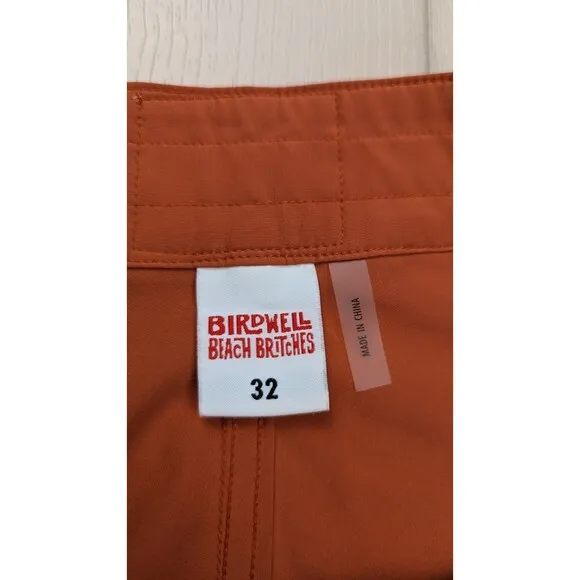 BIRDWELL
BEACH BRITCHES
32
MADE IN CHINA